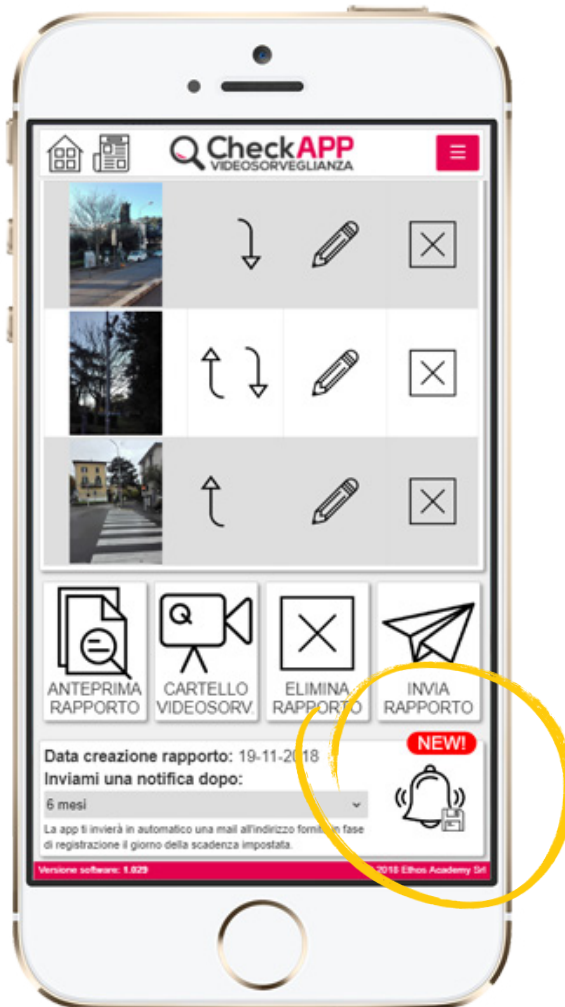 CheckAPP
VIDEOSORVEGLIANZA
ANTEPRIMA
RAPPORTO
CARTELLO
VIDEOSORV.
ELIMINA
RAPPORTO
INVIA
RAPPORTO
NEW!
Data creazione rapporto: 19-11-2018
Inviami una notifica dopo:
6 mesi
La app ti invierà in automatico una mail all'indirizzo fornito in fase
di registrazione il giorno della scadenza impostata.
Versione software: 1.029
2018 Ethos Academy Srl